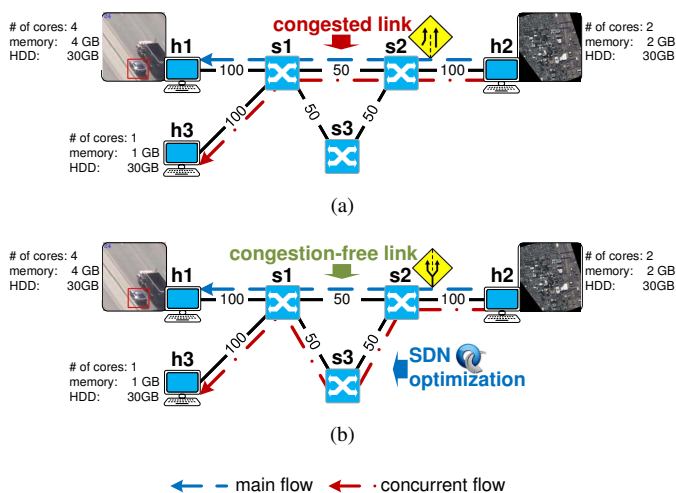 congested link
# of cores: 4
memory: 4 GB
HDD: 30GB
h1
s1
s2
h2
# of cores: 2
memory: 2 GB
HDD: 30GB
100
50
100
100
50
50
h3
s3
# of cores: 1
memory: 1 GB
HDD: 30GB
(a)
congestion-free link
# of cores: 4
memory: 4 GB
HDD: 30GB
h1
s1
s2
h2
# of cores: 2
memory: 2 GB
HDD: 30GB
100
50
100
100
50
50
h3
s3
SDN
optimization
# of cores: 1
memory: 1 GB
HDD: 30GB
(b)
main flow
concurrent flow